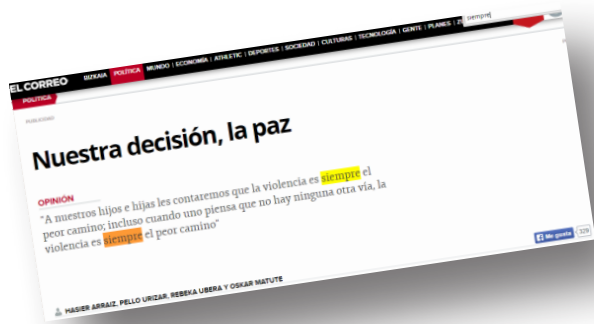 siempre
EL CORREO
BIZKAIA POLÍTICA MUNDO | ECONOMÍA | ATHLETIC | DEPORTES | SOCIEDAD | CULTURAS | TECNOLOGÍA | GENTE | PLANES |
POLÍTICA
PUBLICIDAD
Nuestra decisión, la paz
OPINIÓN
"A nuestros hijos e hijas les contaremos que la violencia es siempre el
peor camino; incluso cuando uno piensa que no hay ninguna otra vía, la
violencia es siempre el peor camino"
HASIER ARRAIZ, PELLO URIZAR, REBEKA UBERA Y OSKAR MATUTE
Me gusta 329